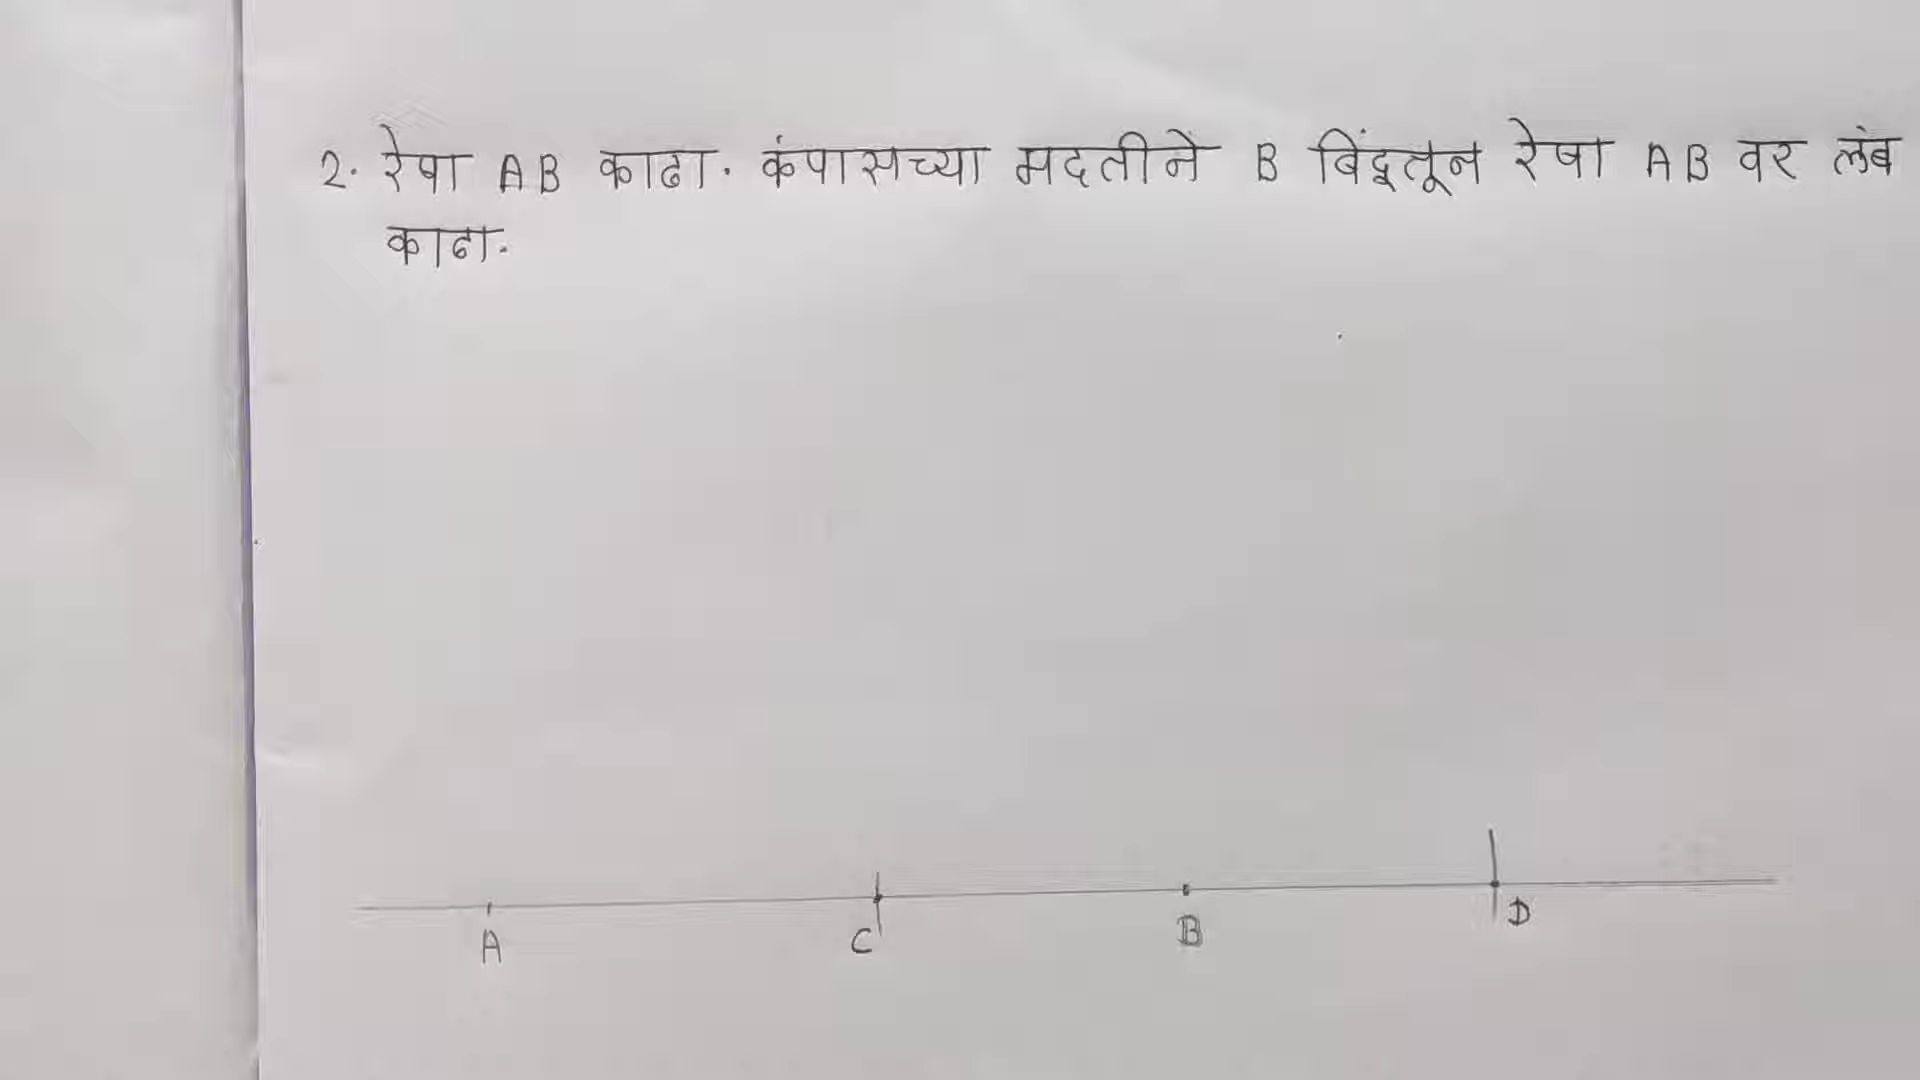 2. रेषा AB काढा. कंपासच्या मदतीने B बिंदूतून रेषा AB वर लंब
काढा.
A C B D